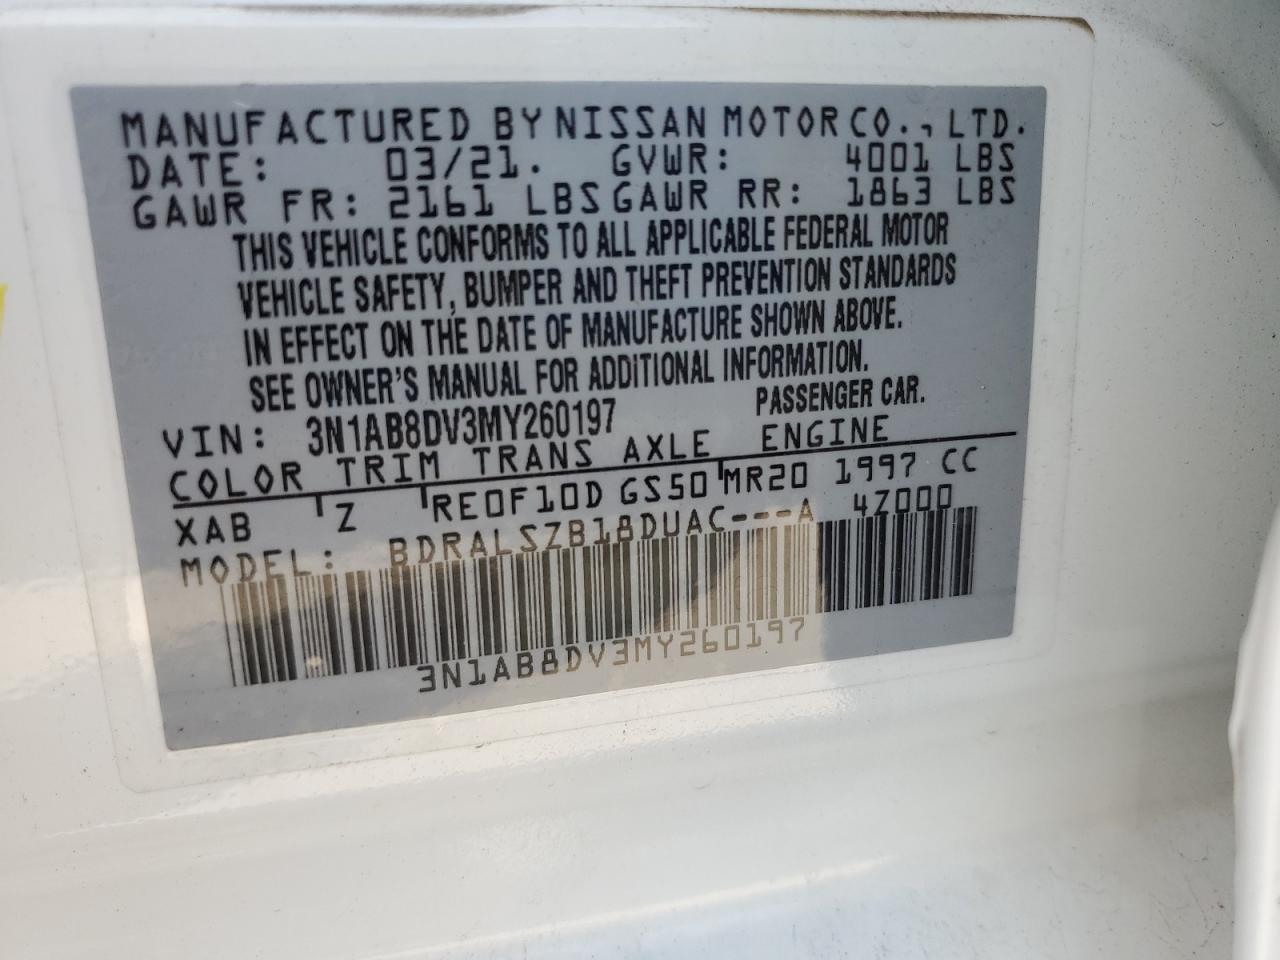 MANUFACTURED BY NISSAN MOTOR CO., LTD.
DATE: 03/21. GVWR: 4001 LBS
GAWR FR: 2161 LBS GAWR RR: 1863 LBS
THIS VEHICLE CONFORMS TO ALL APPLICABLE FEDERAL MOTOR
VEHICLE SAFETY, BUMPER AND THEFT PREVENTION STANDARDS
IN EFFECT ON THE DATE OF MANUFACTURE SHOWN ABOVE.
SEE OWNER'S MANUAL FOR ADDITIONAL INFORMATION.
VIN: 3N1AB8DV3MY260197 PASSENGER CAR.
COLOR TRIM TRANS AXLE ENGINE
XAB Z RE0F10D GS50 MR20 1997 CC
MODEL: BDRALSZB18DUAC---A 4Z000
3N1AB8DV3MY260197